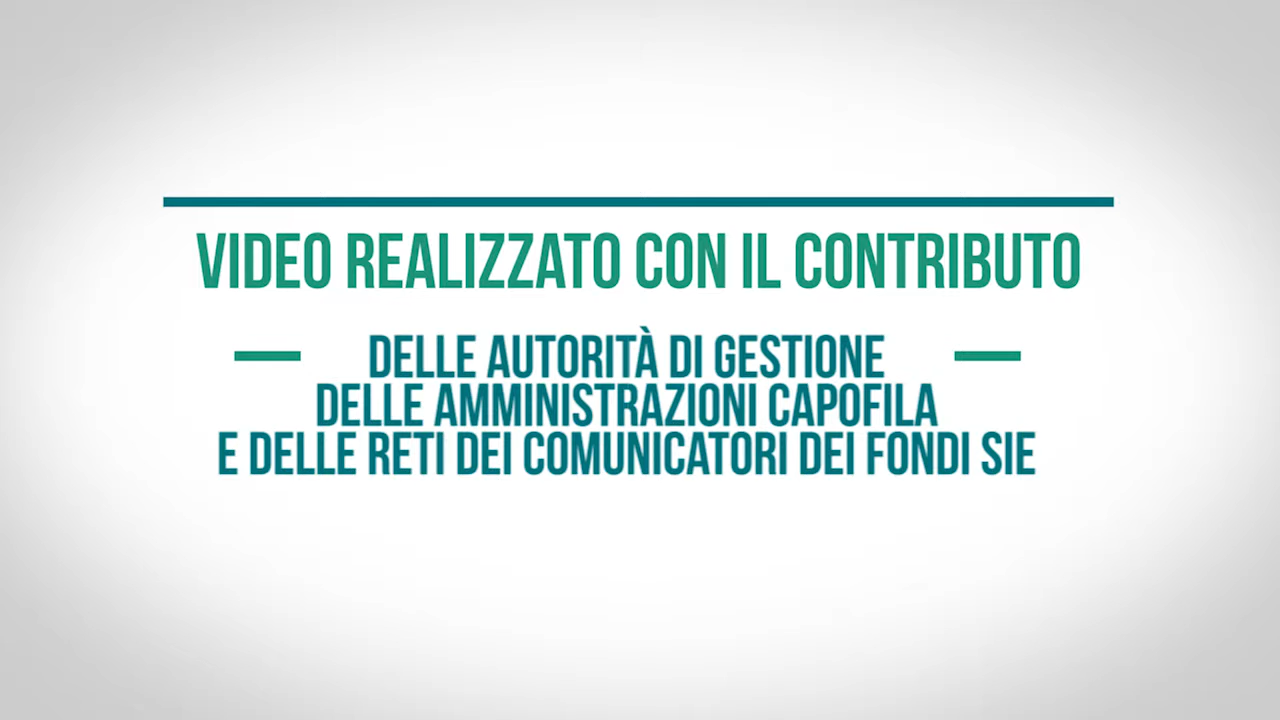 VIDEO REALIZZATO CON IL CONTRIBUTO
DELLE AUTORITÀ DI GESTIONE
DELLE AMMINISTRAZIONI CAPOFILA
E DELLE RETI DEI COMUNICATORI DEI FONDI SIE